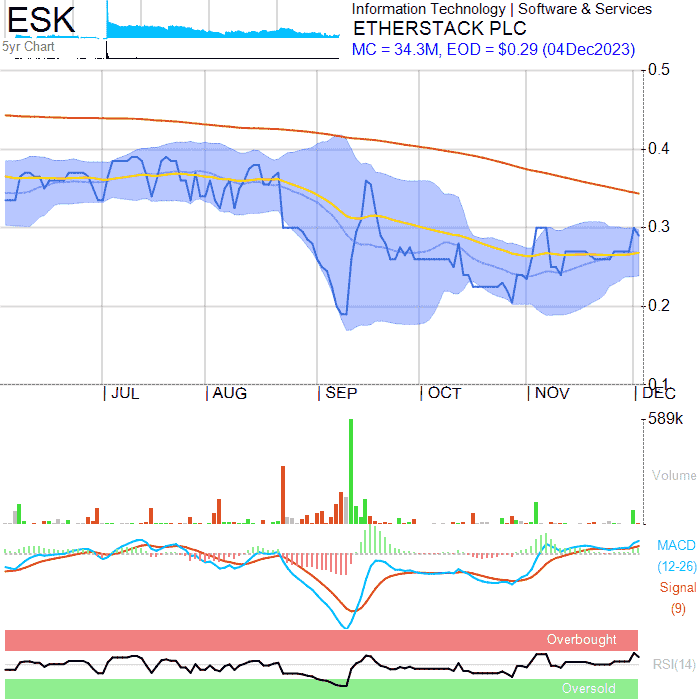 ESK
5yr Chart
Information Technology | Software & Services
ETHERSTACK PLC
MC = 34.3M, EOD = $0.29 (04Dec2023)
0.5
0.4
0.3
0.2
0.1
JUL AUG SEP OCT NOV DEC
589k
Volume
MACD
(12-26)
Signal
(9)
Overbought
RSI(14)
Oversold